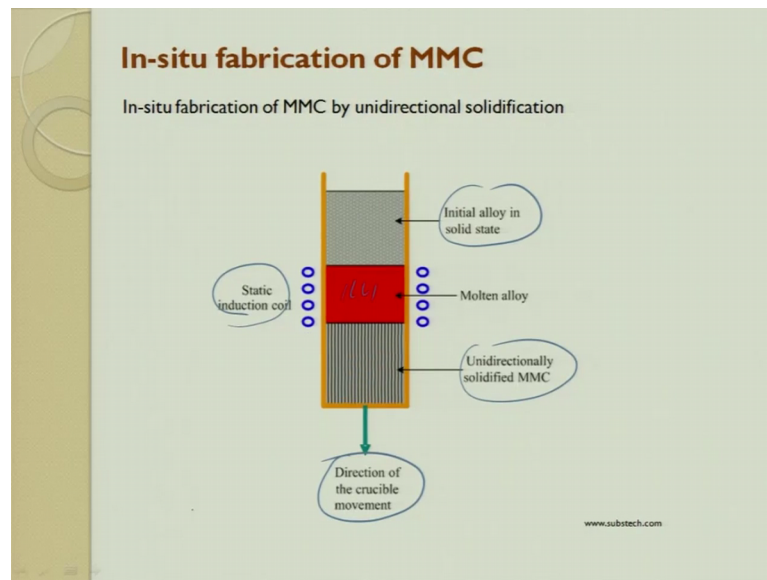 In-situ fabrication of MMC
In-situ fabrication of MMC by unidirectional solidification
Initial alloy in
solid state
Static
induction coil
Molten alloy
Unidirectionally
solidified MMC
Direction of
the crucible
movement
www.substech.com